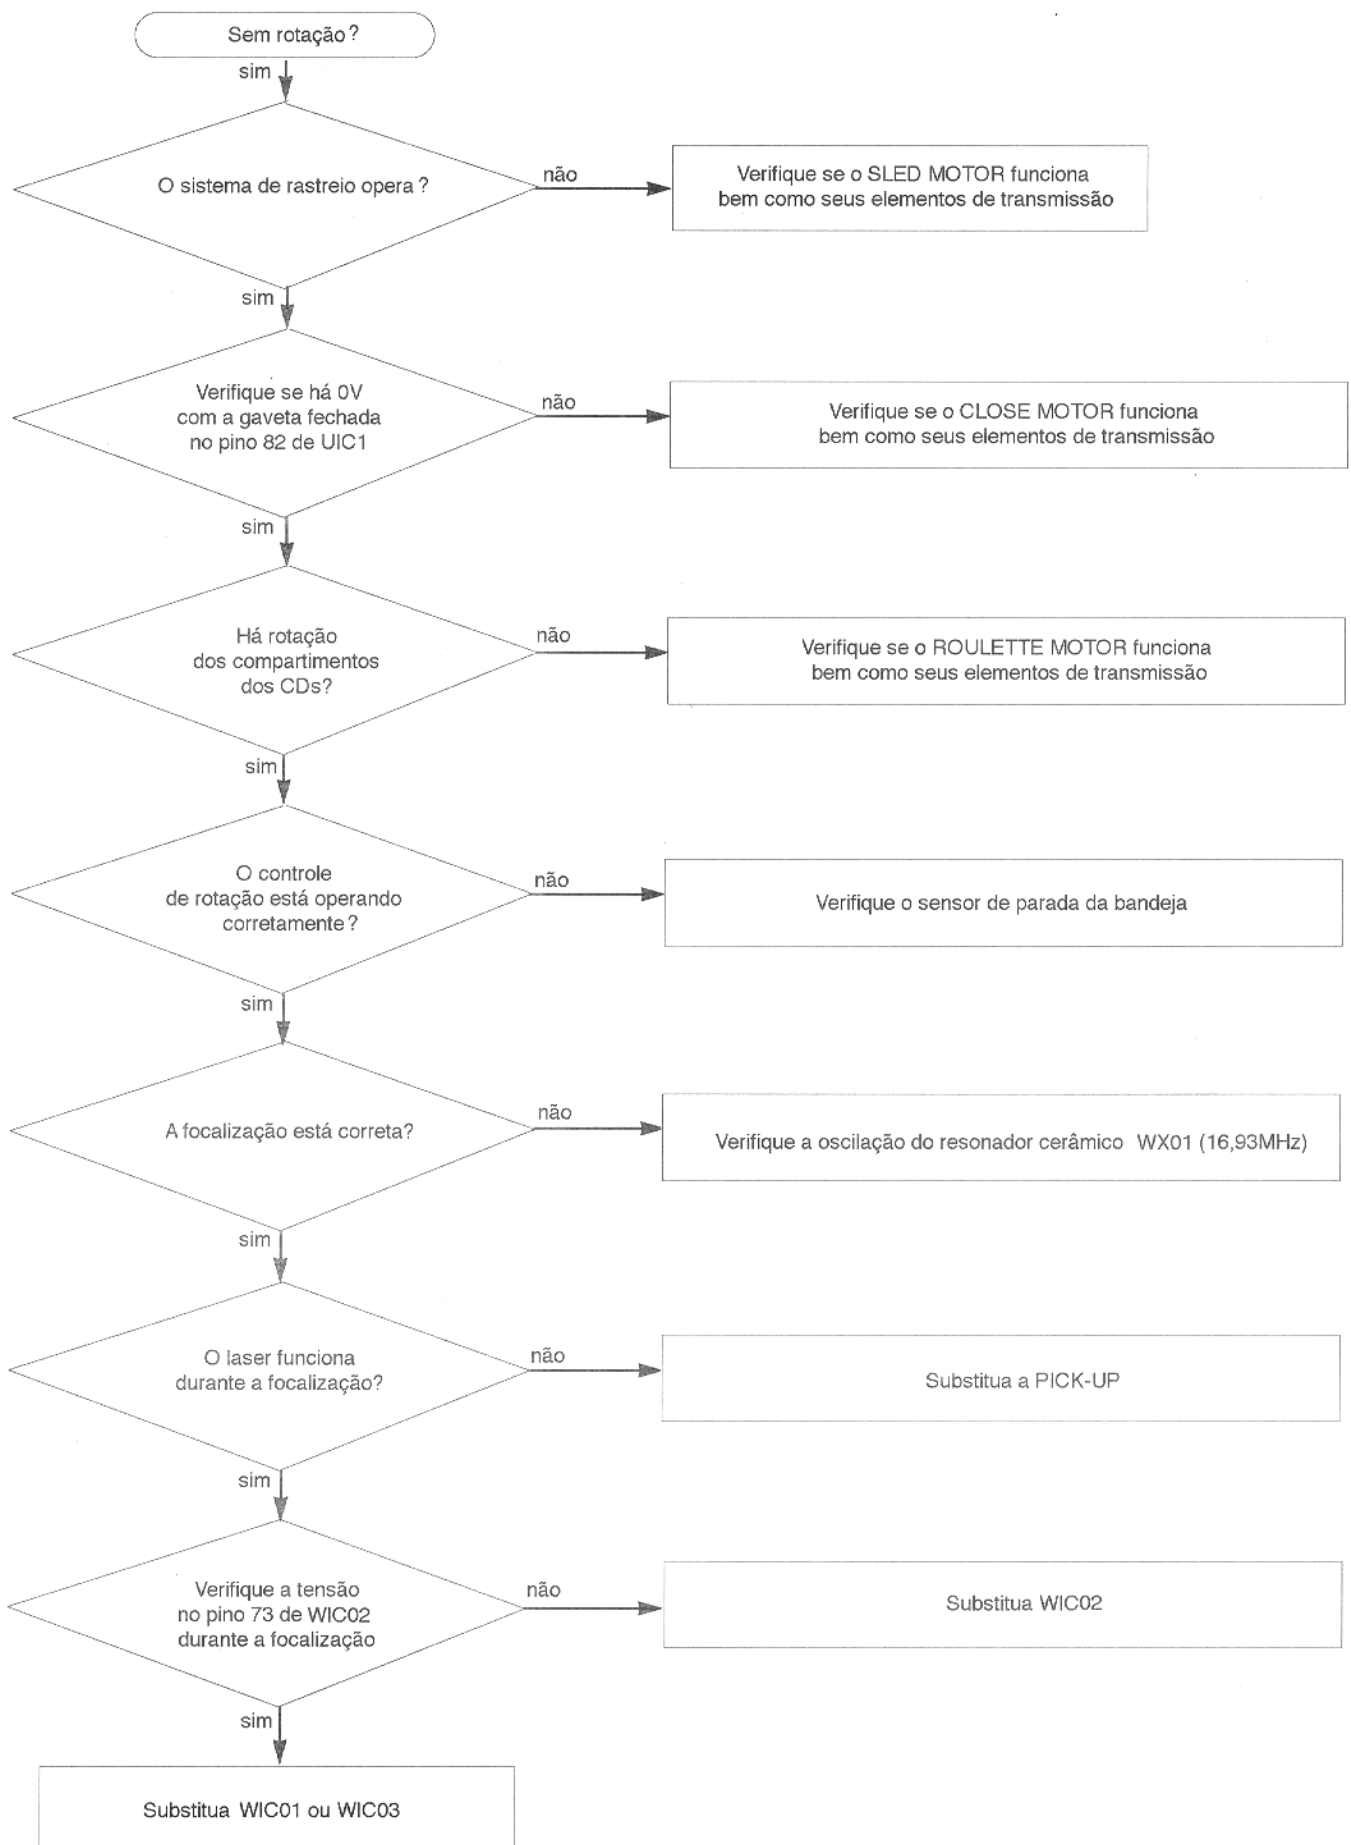 Sem rotação?
sim
O sistema de rastreio opera ?
não
Verifique se o SLED MOTOR funciona
bem como seus elementos de transmissão
sim
Verifique se há 0V
com a gaveta fechada
no pino 82 de UIC1
não
Verifique se o CLOSE MOTOR funciona
bem como seus elementos de transmissão
sim
Há rotação
dos compartimentos
dos CDs?
não
Verifique se o ROULETTE MOTOR funciona
bem como seus elementos de transmissão
sim
O controle
de rotação está operando
corretamente?
não
Verifique o sensor de parada da bandeja
sim
A focalização está correta?
não
Verifique a oscilação do resonador cerâmico WX01 (16,93MHz)
sim
O laser funciona
durante a focalização?
não
Substitua a PICK-UP
sim
Verifique a tensão
no pino 73 de WIC02
durante a focalização
não
Substitua WIC02
sim
Substitua WIC01 ou WIC03